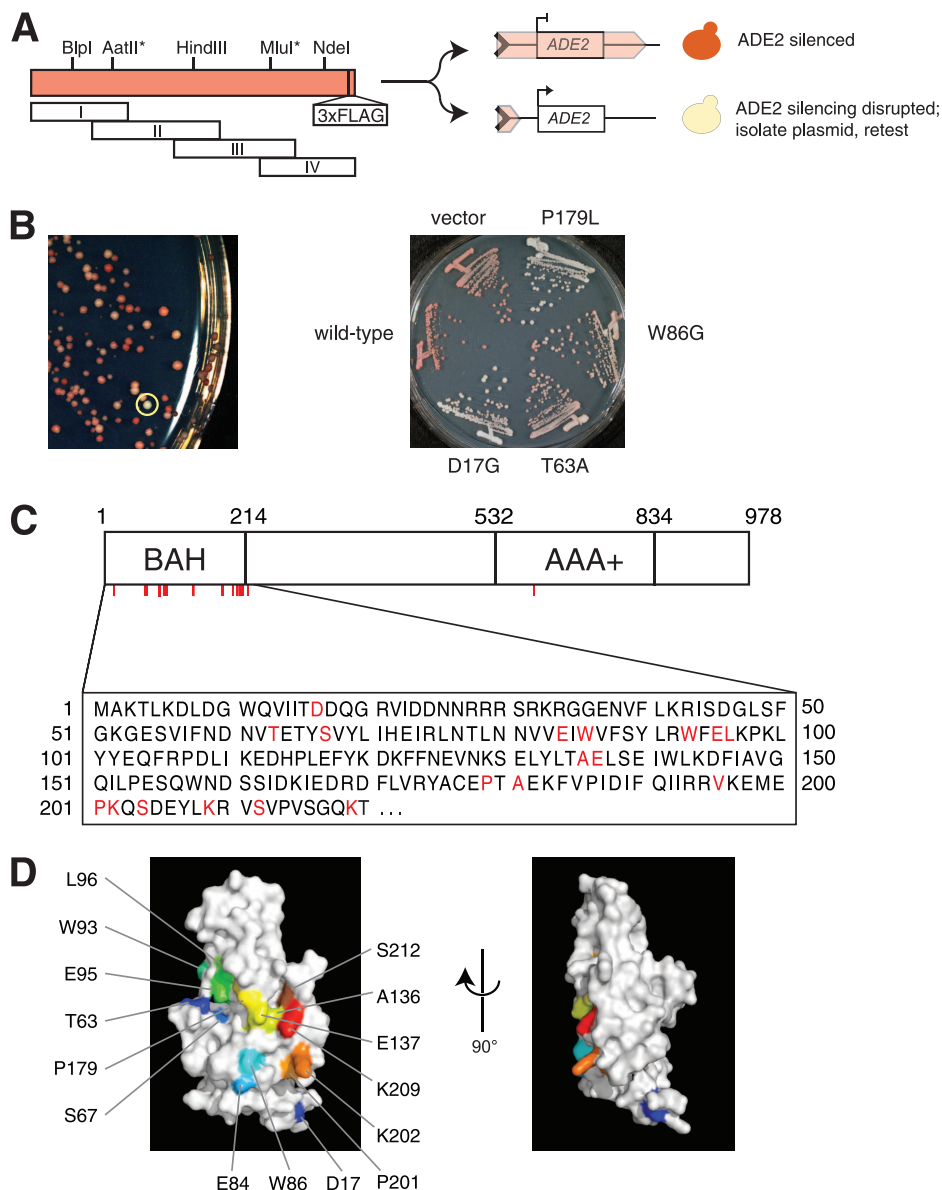 A
BlpI AatII* HindIII MluI* NdeI
3xFLAG
I
II
III
IV
ADE2
ADE2 silenced
ADE2
ADE2 silencing disrupted;
isolate plasmid, retest
B
vector P179L
wild-type W86G
D17G T63A
C
1 214 532 834 978
BAH AAA+
1 MAKTLKDLDG WQVIITDDQG RVIDDNNRRR SRKRGGENVF LKRISDGLSF 50
51 GKGESVIFND NVTETYSVYL IHEIRLNTLN NVVEIWVFSY LRWFELKPKL 100
101 YYEQFRPDLI KEDHPLEFYK DKFFNEVNKS ELYLTAELSE IWLKDFIAVG 150
151 QILPESQWND SSIDKIEDRD FLVRYACEPT AEKFVPIDIF QIIRRVKEME 200
201 PKQSDEYLKR VSVPVSGQKT ...
D
L96
W93
E95
T63
P179
S67
E84 W86 D17 P201
S212
A136
E137
K209
K202
90°